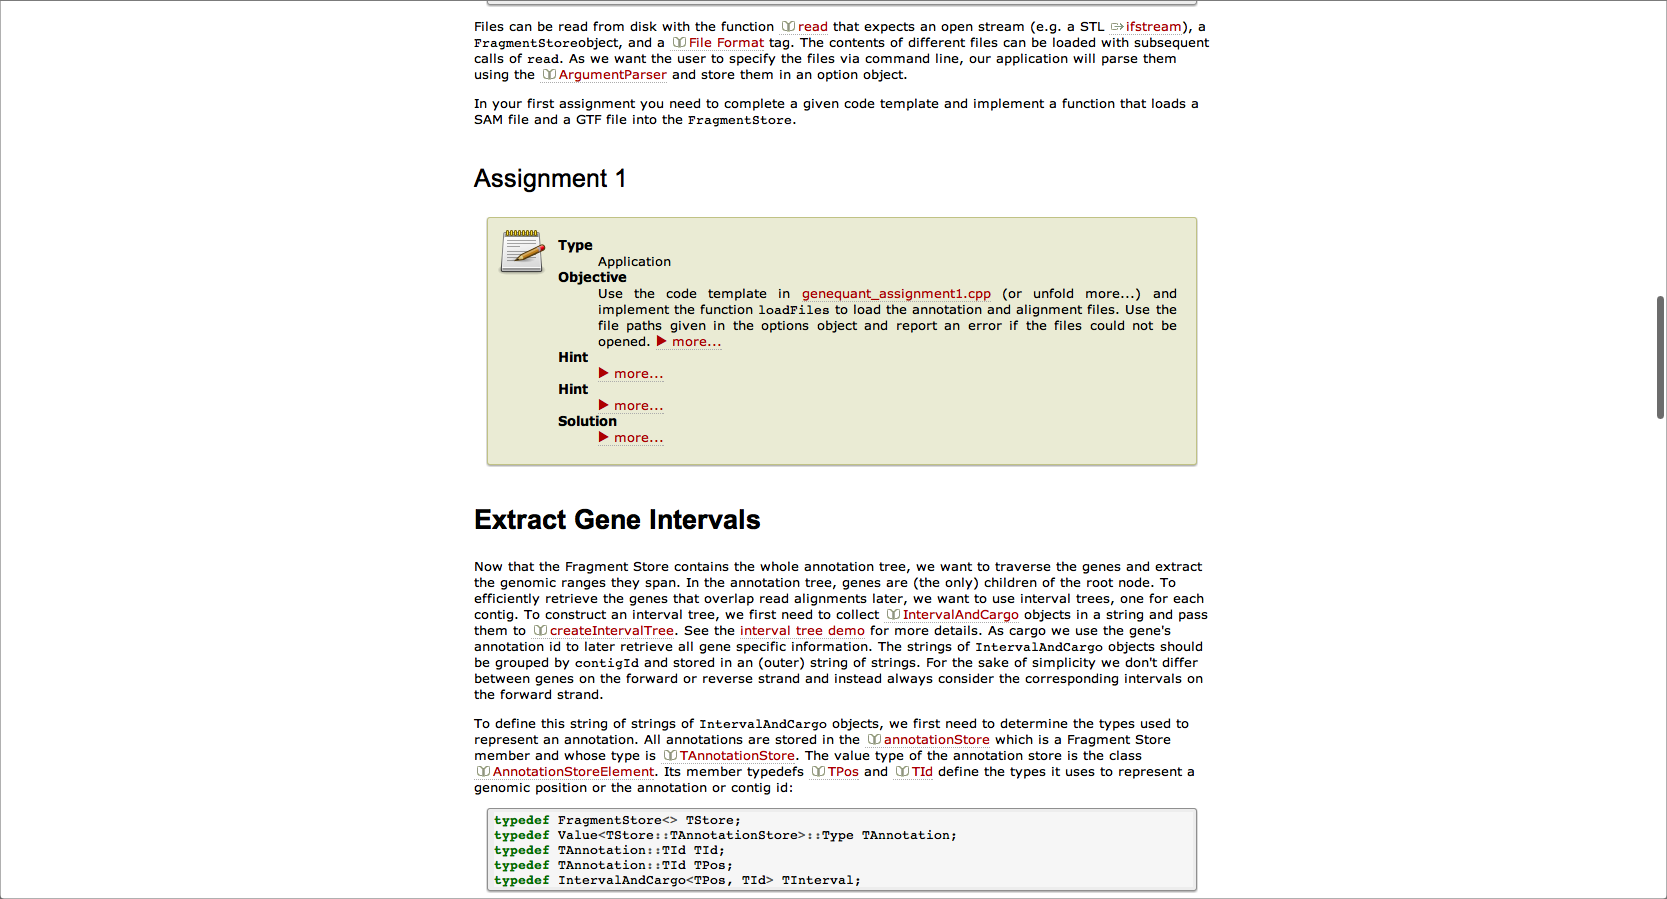 Files can be read from disk with the function read that expects an open stream (e.g. a STL ifstream), a
FragmentStoreobject, and a File Format tag. The contents of different files can be loaded with subsequent
calls of read. As we want the user to specify the files via command line, our application will parse them
using the ArgumentParser and store them in an option object.
In your first assignment you need to complete a given code template and implement a function that loads a
SAM file and a GTF file into the FragmentStore.
Assignment 1
Type
Application
Objective
Use the code template in genequant_assignment1.cpp (or unfold more...) and
implement the function loadFiles to load the annotation and alignment files. Use the
file paths given in the options object and report an error if the files could not be
opened. more...
Hint
more...
Hint
more...
Solution
more...
Extract Gene Intervals
Now that the Fragment Store contains the whole annotation tree, we want to traverse the genes and extract
the genomic ranges they span. In the annotation tree, genes are (the only) children of the root node. To
efficiently retrieve the genes that overlap read alignments later, we want to use interval trees, one for each
contig. To construct an interval tree, we first need to collect IntervalAndCargo objects in a string and pass
them to createIntervalTree. See the interval tree demo for more details. As cargo we use the gene's
annotation id to later retrieve all gene specific information. The strings of IntervalAndCargo objects should
be grouped by contigId and stored in an (outer) string of strings. For the sake of simplicity we don't differ
between genes on the forward or reverse strand and instead always consider the corresponding intervals on
the forward strand.
To define this string of strings of IntervalAndCargo objects, we first need to determine the types used to
represent an annotation. All annotations are stored in the annotationStore which is a Fragment Store
member and whose type is TAnnotationStore. The value type of the annotation store is the class
AnnotationStoreElement. Its member typedefs TPos and TId define the types it uses to represent a
genomic position or the annotation or contig id:
typedef FragmentStore<> TStore;
typedef Value<TStore::TAnnotationStore>::Type TAnnotation;
typedef TAnnotation::TId TId;
typedef TAnnotation::TId TPos;
typedef IntervalAndCargo<TPos, TId> TInterval;